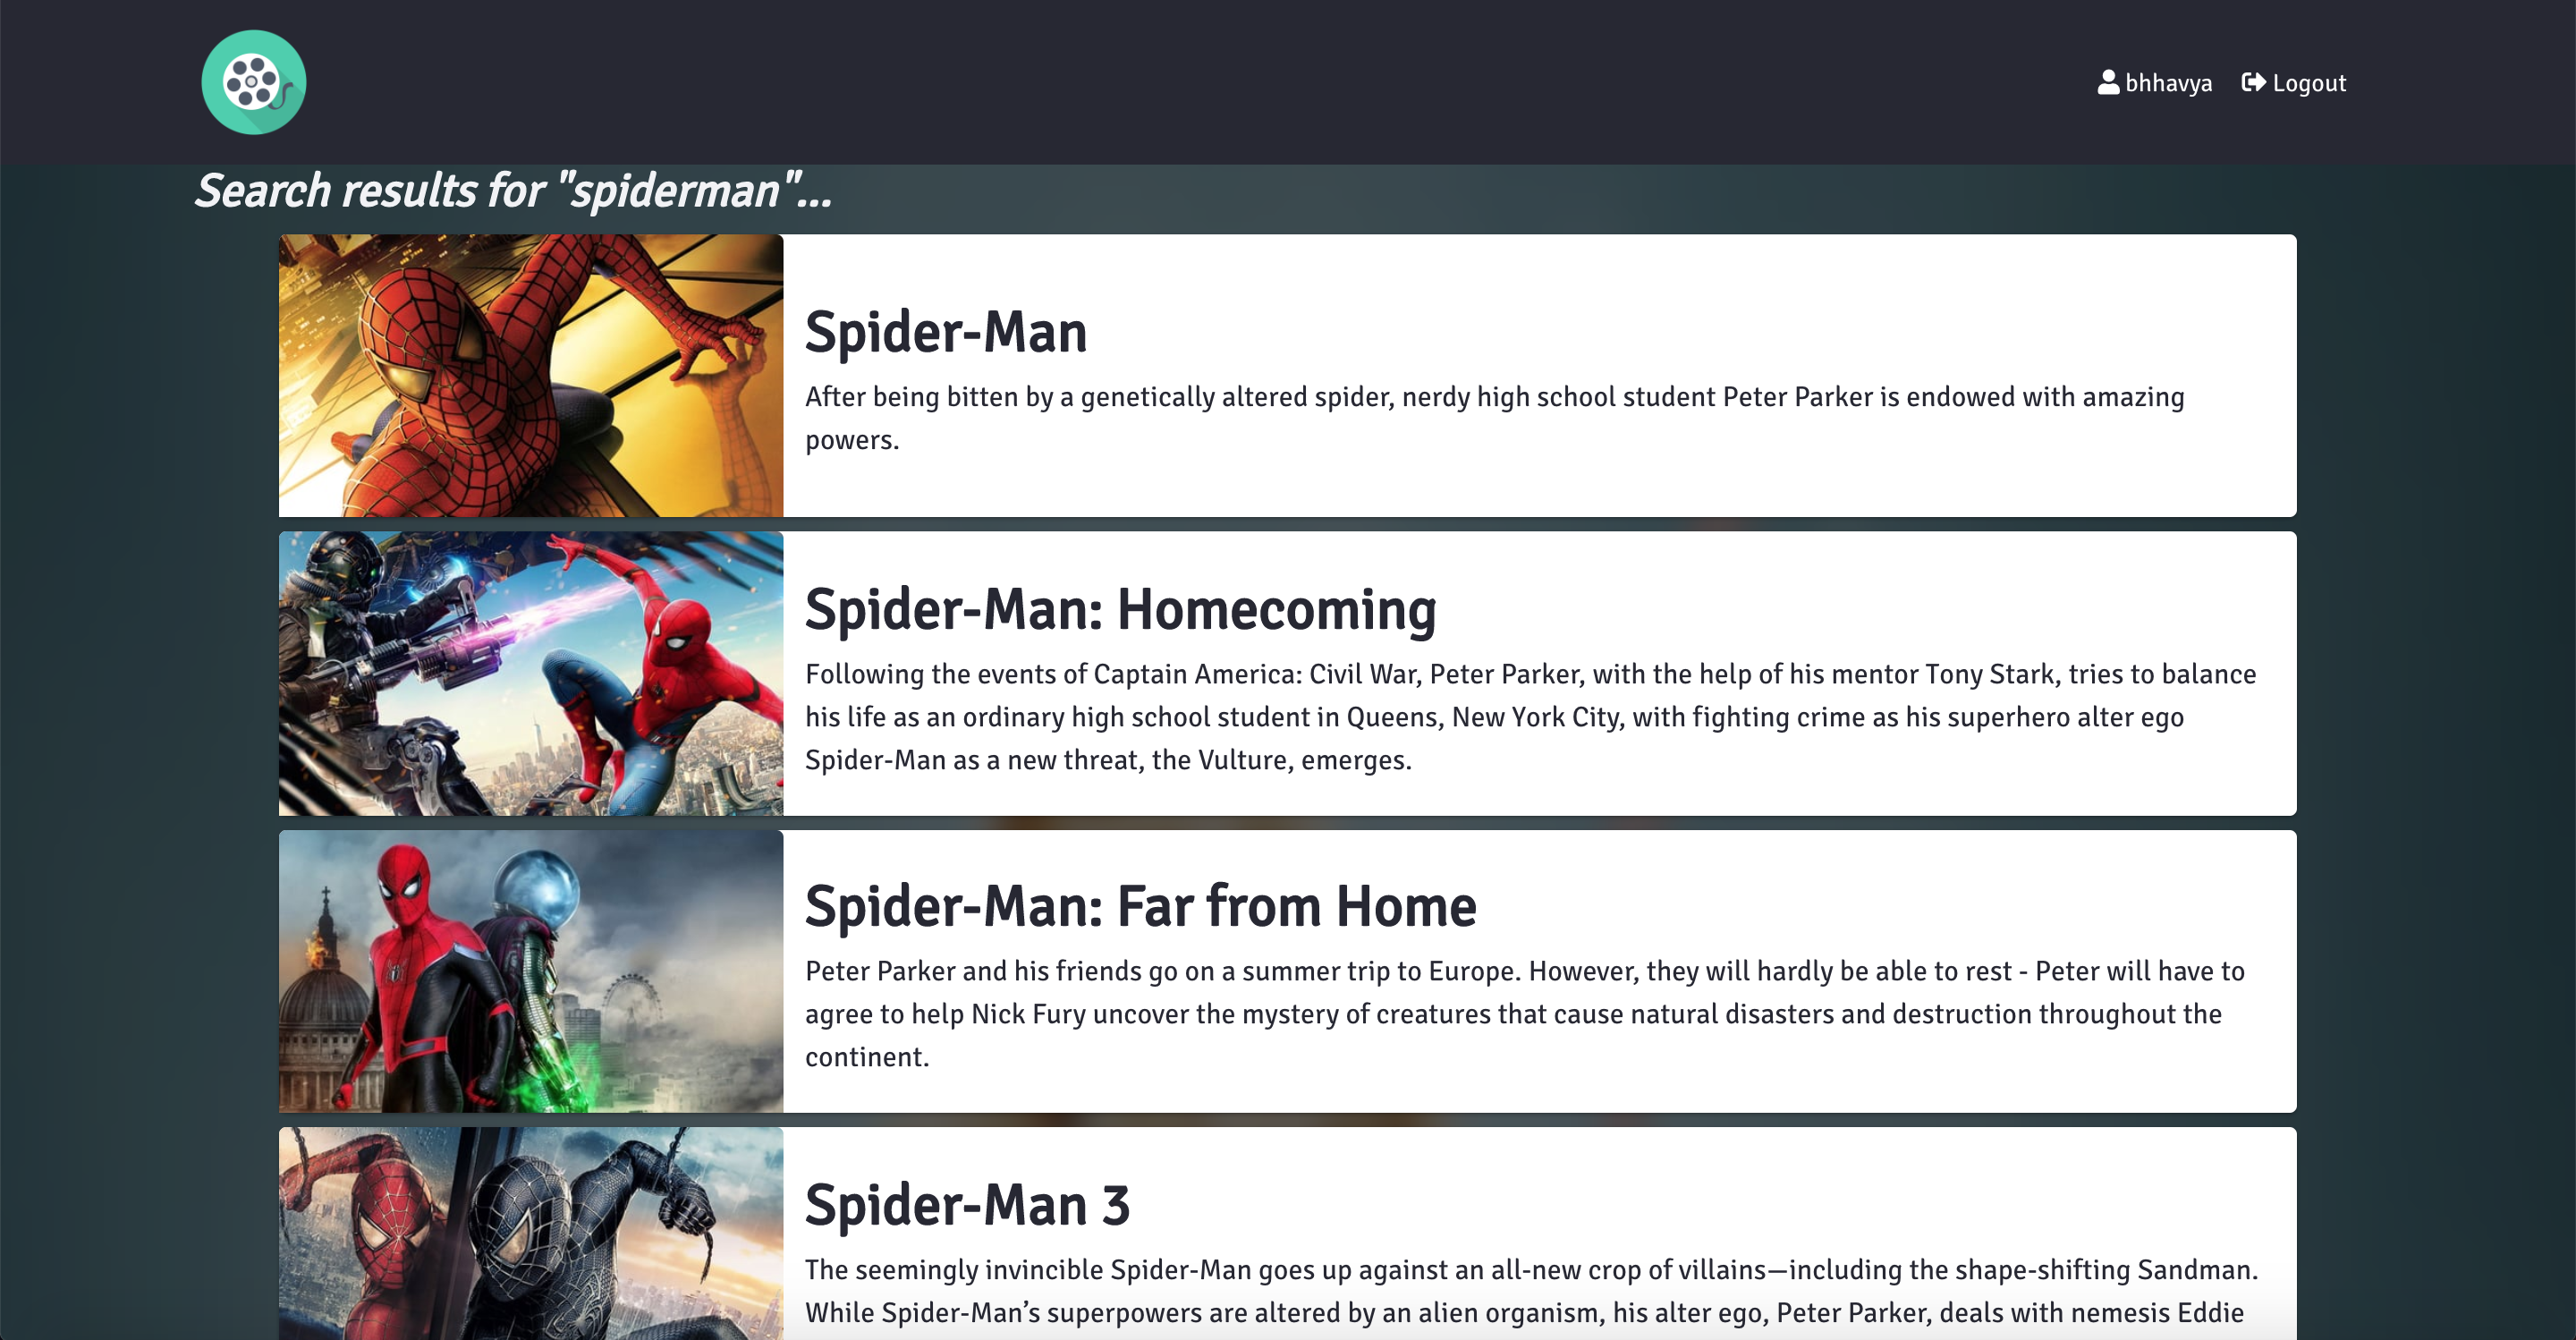 bhhavya Logout
Search results for "spiderman"...
Spider-Man
After being bitten by a genetically altered spider, nerdy high school student Peter Parker is endowed with amazing
powers.
Spider-Man: Homecoming
Following the events of Captain America: Civil War, Peter Parker, with the help of his mentor Tony Stark, tries to balance
his life as an ordinary high school student in Queens, New York City, with fighting crime as his superhero alter ego
Spider-Man as a new threat, the Vulture, emerges.
Spider-Man: Far from Home
Peter Parker and his friends go on a summer trip to Europe. However, they will hardly be able to rest - Peter will have to
agree to help Nick Fury uncover the mystery of creatures that cause natural disasters and destruction throughout the
continent.
Spider-Man 3
The seemingly invincible Spider-Man goes up against an all-new crop of villains—including the shape-shifting Sandman.
While Spider-Man’s superpowers are altered by an alien organism, his alter ego, Peter Parker, deals with nemesis Eddie